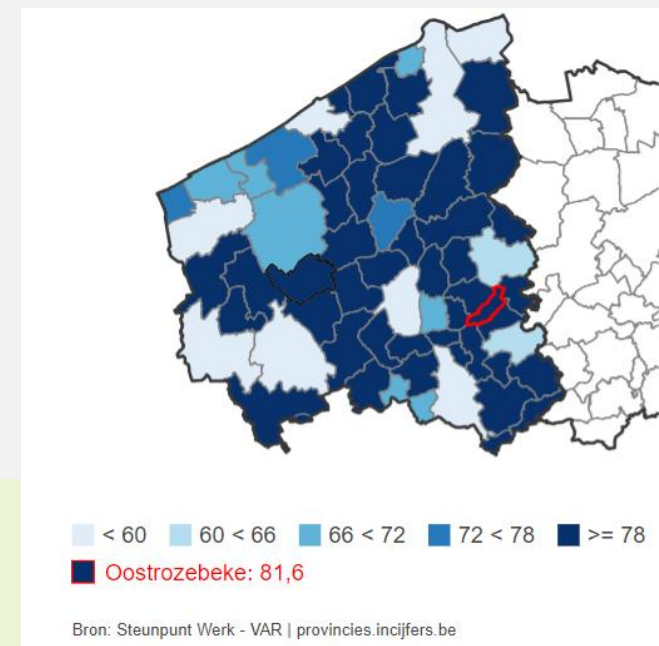 < 60 60 < 66 66 < 72 72 < 78 >= 78
Oostrozebeke: 81,6
Bron: Steunpunt Werk - VAR | provincies.incijfers.be